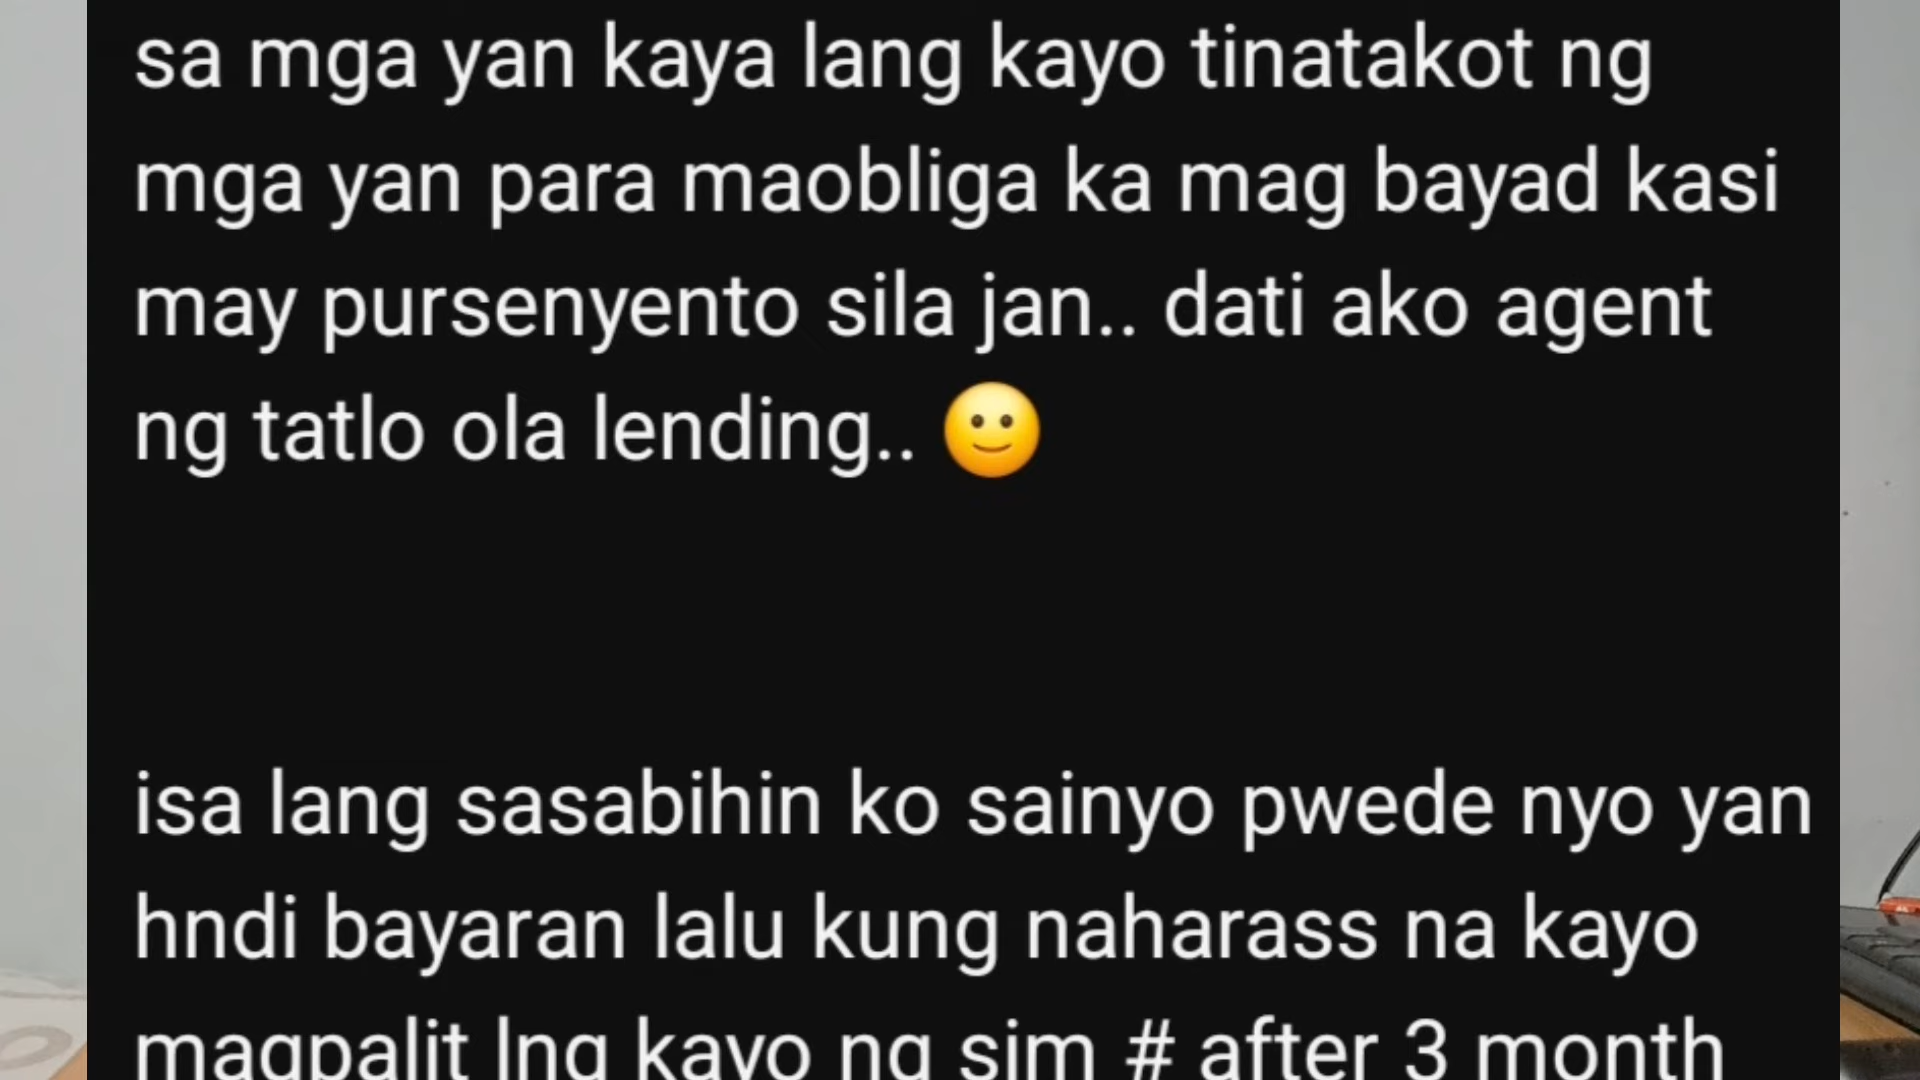 sa mga yan kaya lang kayo tinatakot ng
mga yan para maobliga ka mag bayad kasi
may pursenyento sila jan.. dati ako agent
ng tatlo ola lending.. 🙂
isa lang sasabihin ko sainyo pwede nyo yan
hndi bayaran lalu kung naharass na kayo
magpalit lng kayo ng sim # after 3 month